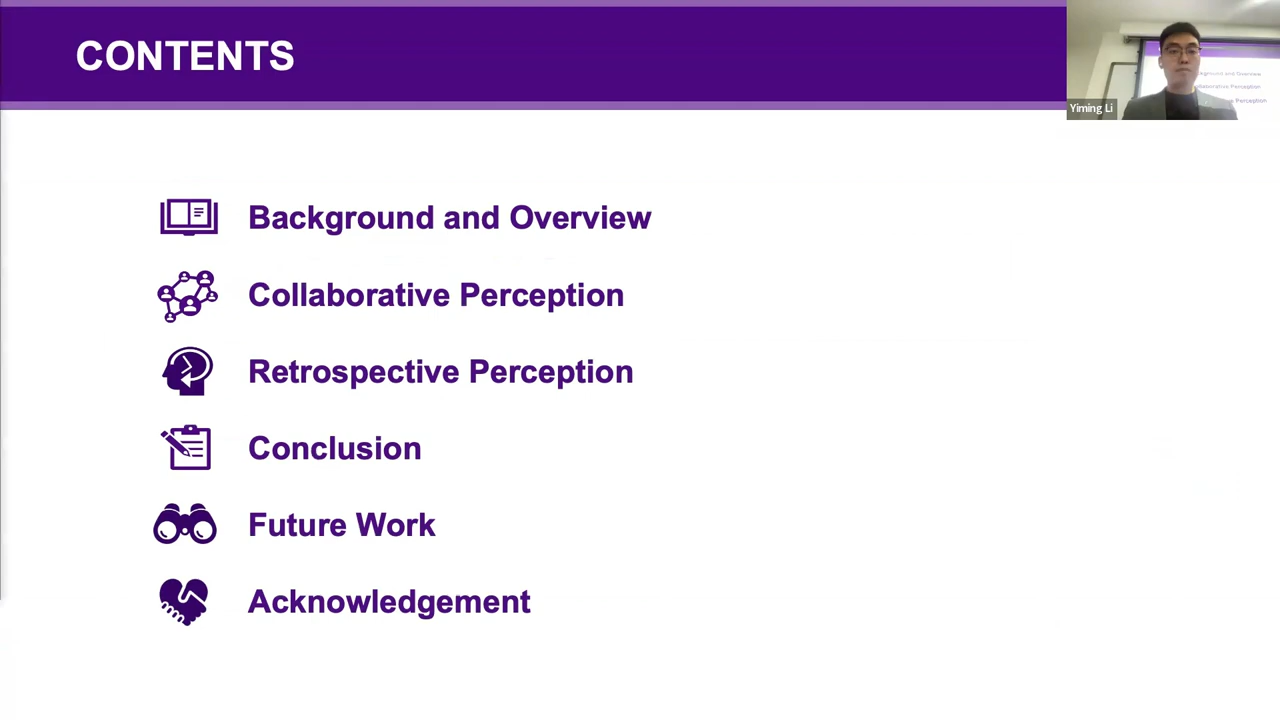 CONTENTS
Yiming Li
Background and Overview
Collaborative Perception
Retrospective Perception
Conclusion
Future Work
Acknowledgement